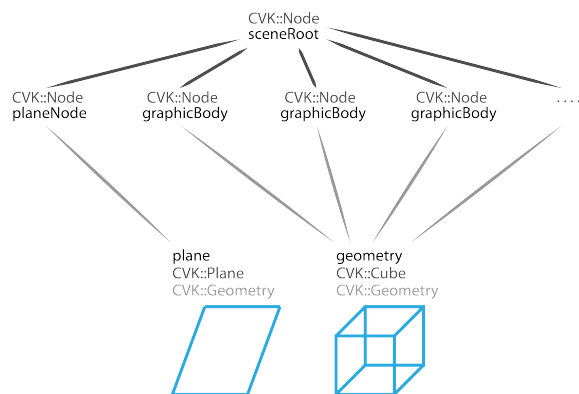 CVK::Node
sceneRoot
CVK::Node
planeNode
CVK::Node
graphicBody
CVK::Node
graphicBody
CVK::Node
graphicBody
....
plane
CVK::Plane
CVK::Geometry
geometry
CVK::Cube
CVK::Geometry